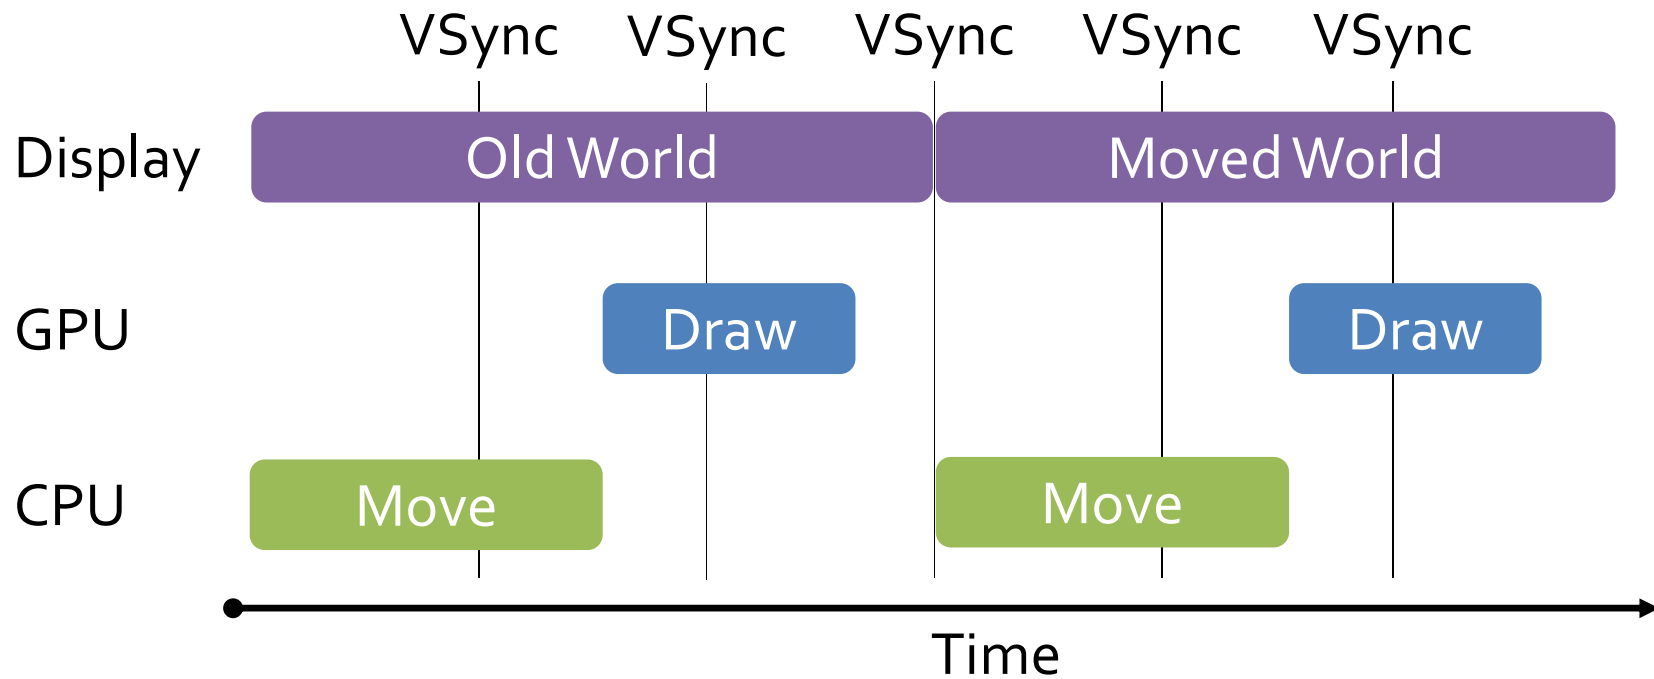 VSync VSync VSync VSync VSync
Display Old World Moved World
GPU Draw Draw
CPU Move Move
Time